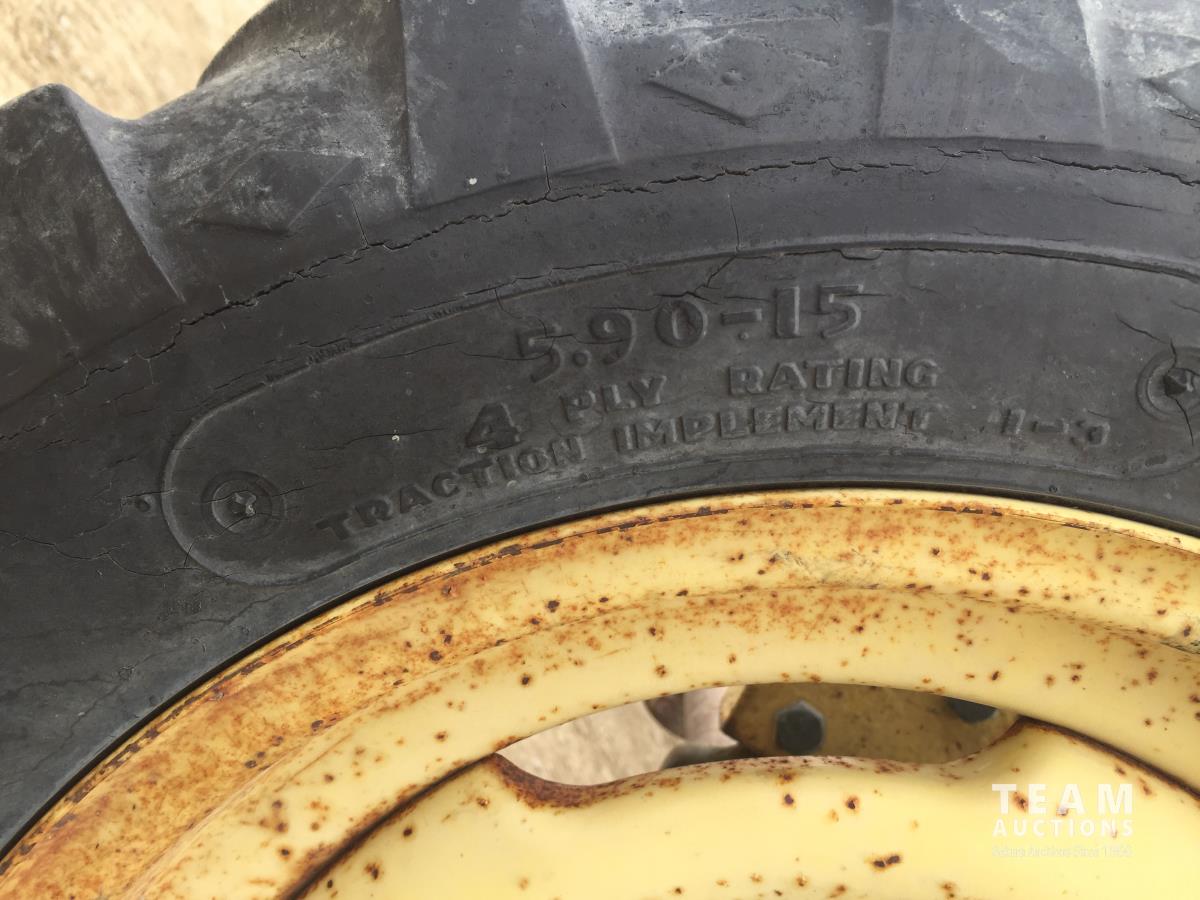 5.90-15
4 PLY RATING
TRACTION IMPLEMENT I-3
TEAM
AUCTIONS